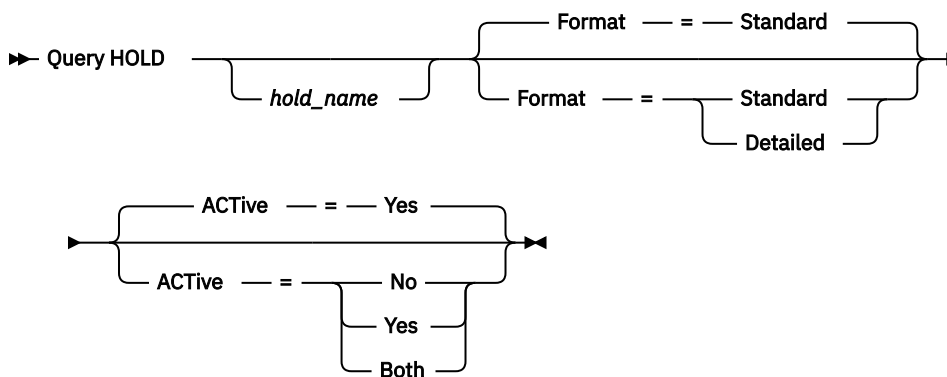 Format = Standard
Query HOLD
hold_name
Format = Standard
Detailed
ACTive = Yes
ACTive = No
Yes
Both